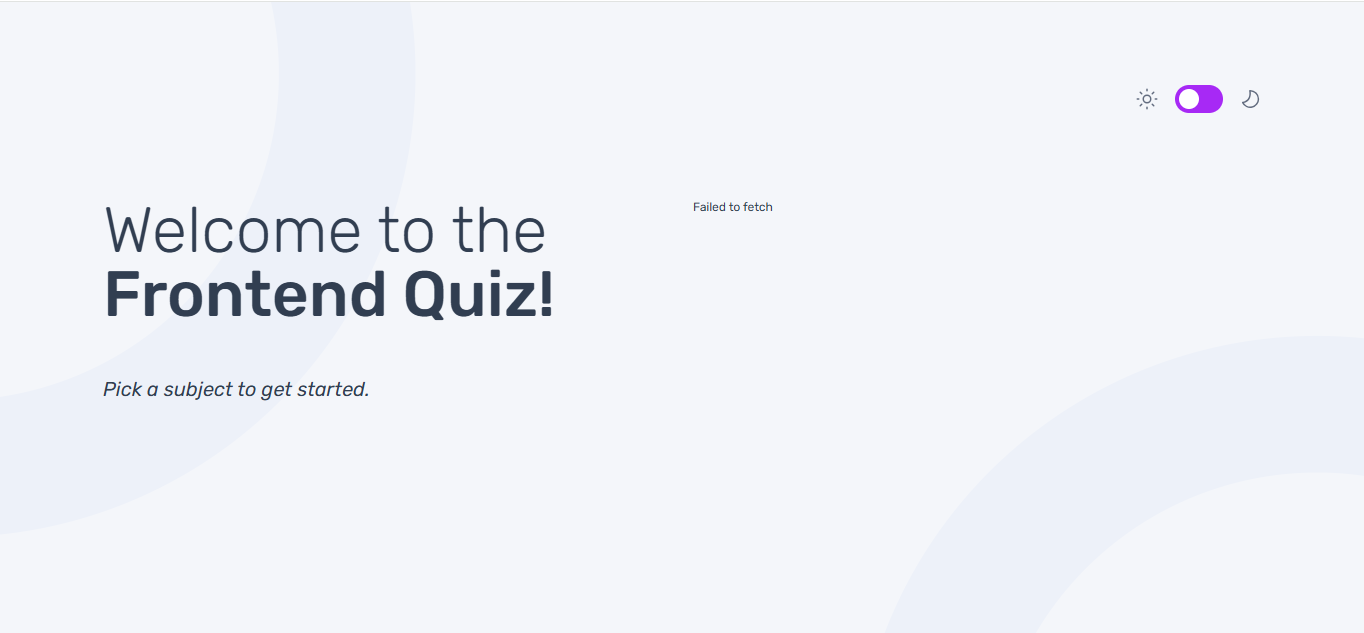 Welcome to the
Frontend Quiz!
Pick a subject to get started.
Failed to fetch